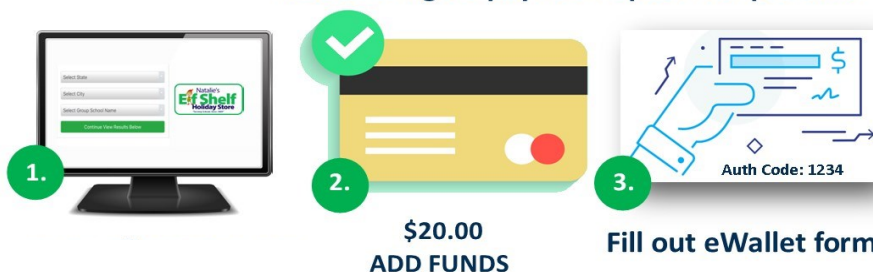 Select State
Select City
Select Group School Name
Continue View Results Below
Natalie's
Elf Shelf
Holiday Store
1.
2.
$20.00
ADD FUNDS
$
Auth Code: 1234
3.
Fill out eWallet form